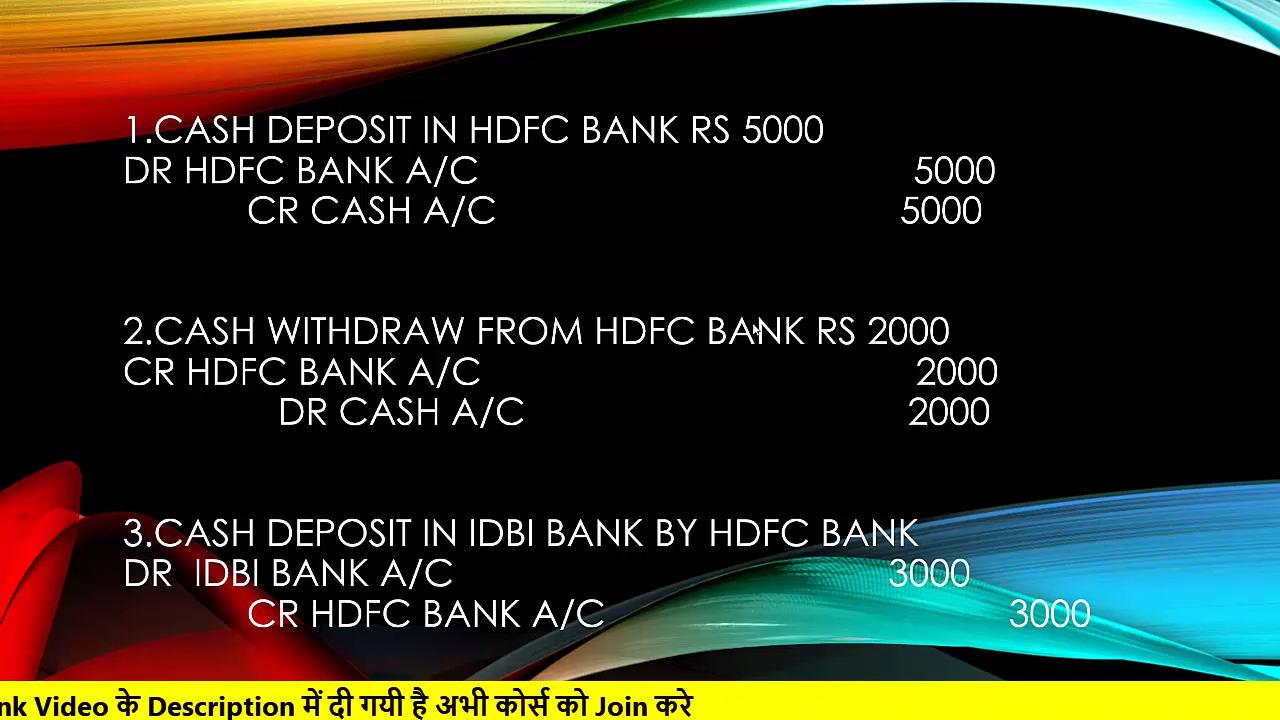 1.CASH DEPOSIT IN HDFC BANK RS 5000
DR HDFC BANK A/C 5000
CR CASH A/C 5000
2.CASH WITHDRAW FROM HDFC BANK RS 2000
CR HDFC BANK A/C 2000
DR CASH A/C 2000
3.CASH DEPOSIT IN IDBI BANK BY HDFC BANK
DR IDBI BANK A/C 3000
CR HDFC BANK A/C 3000
nk Video के Description में दी गयी है अभी कोर्स को Join करे